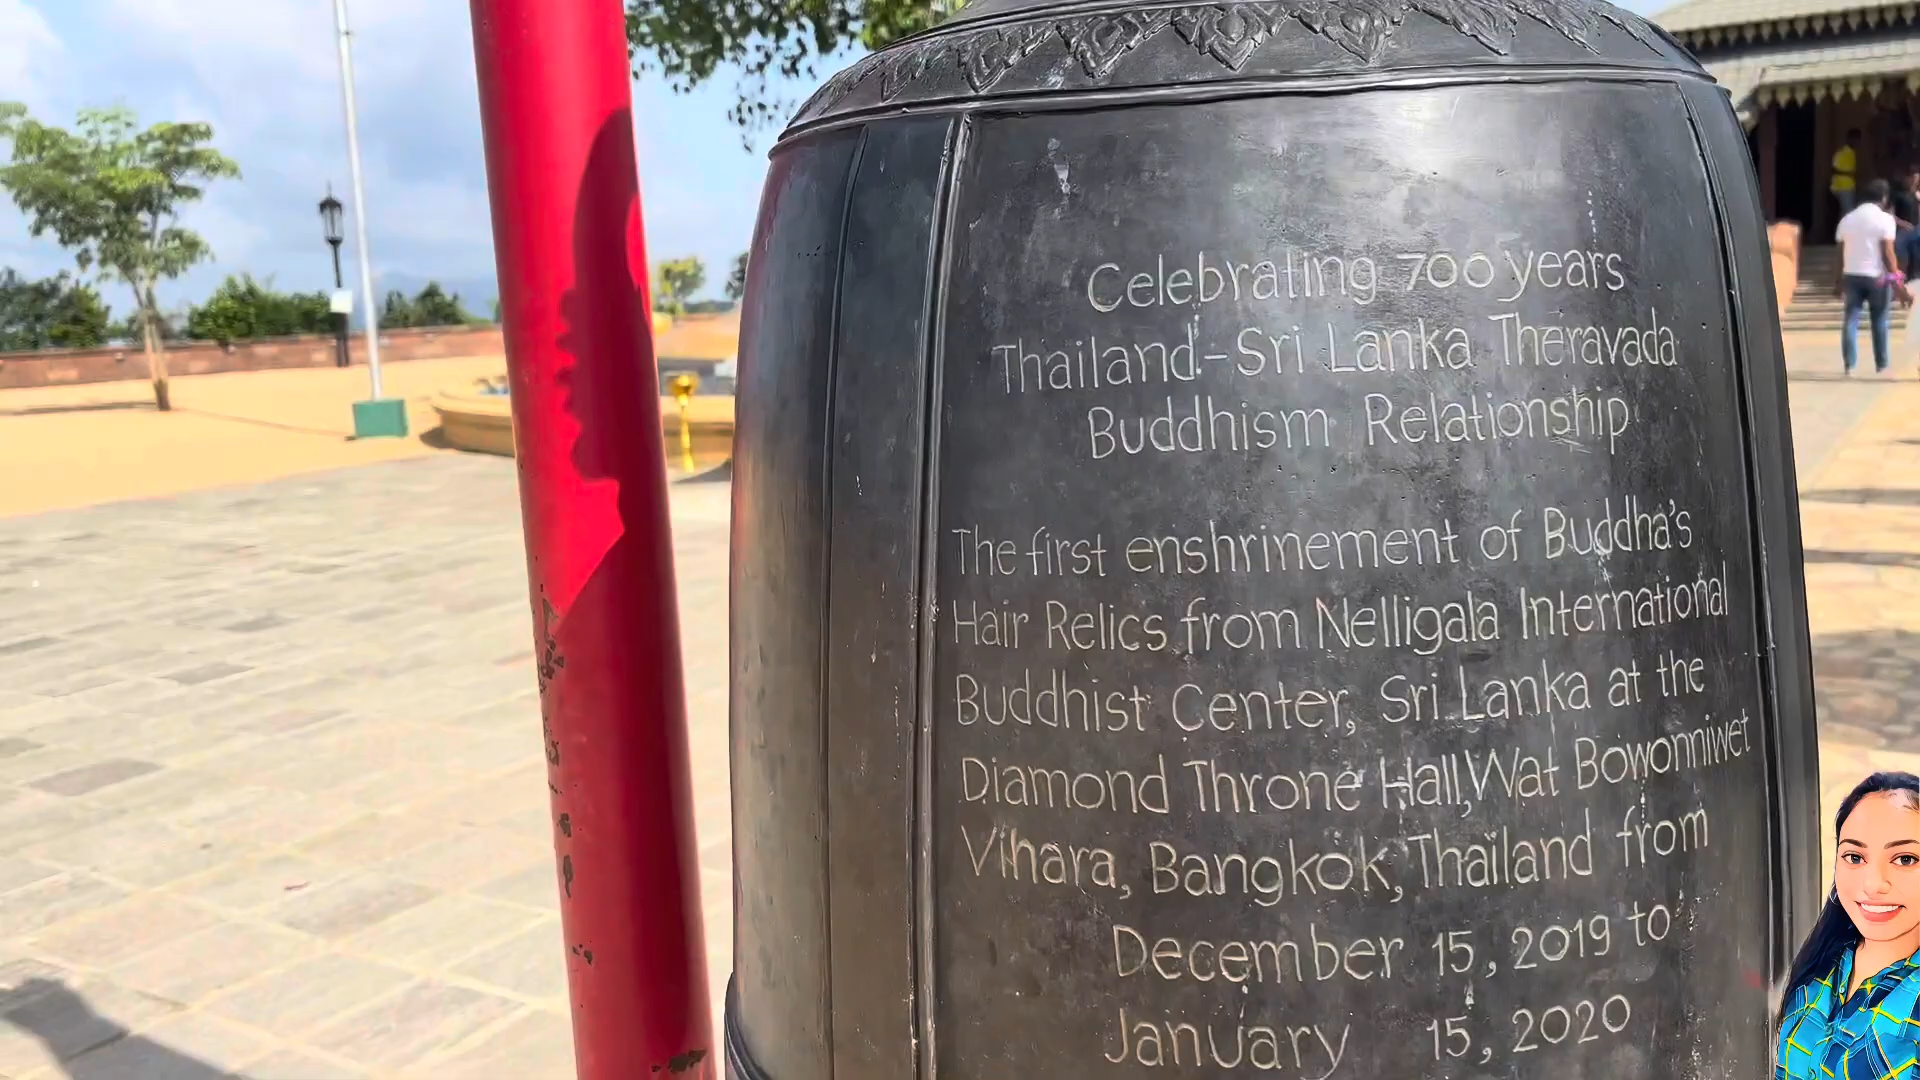 Celebrating 700 years
Thailand-Sri Lanka Theravada
Buddhism Relationship
The first enshrinement of Buddha's
Hair Relics from Nelligala International
Buddhist Center, Sri Lanka at the
Diamond Throne Hall, Wat Bowonniwet
Vihara, Bangkok, Thailand from
December 15, 2019 to
January 15, 2020